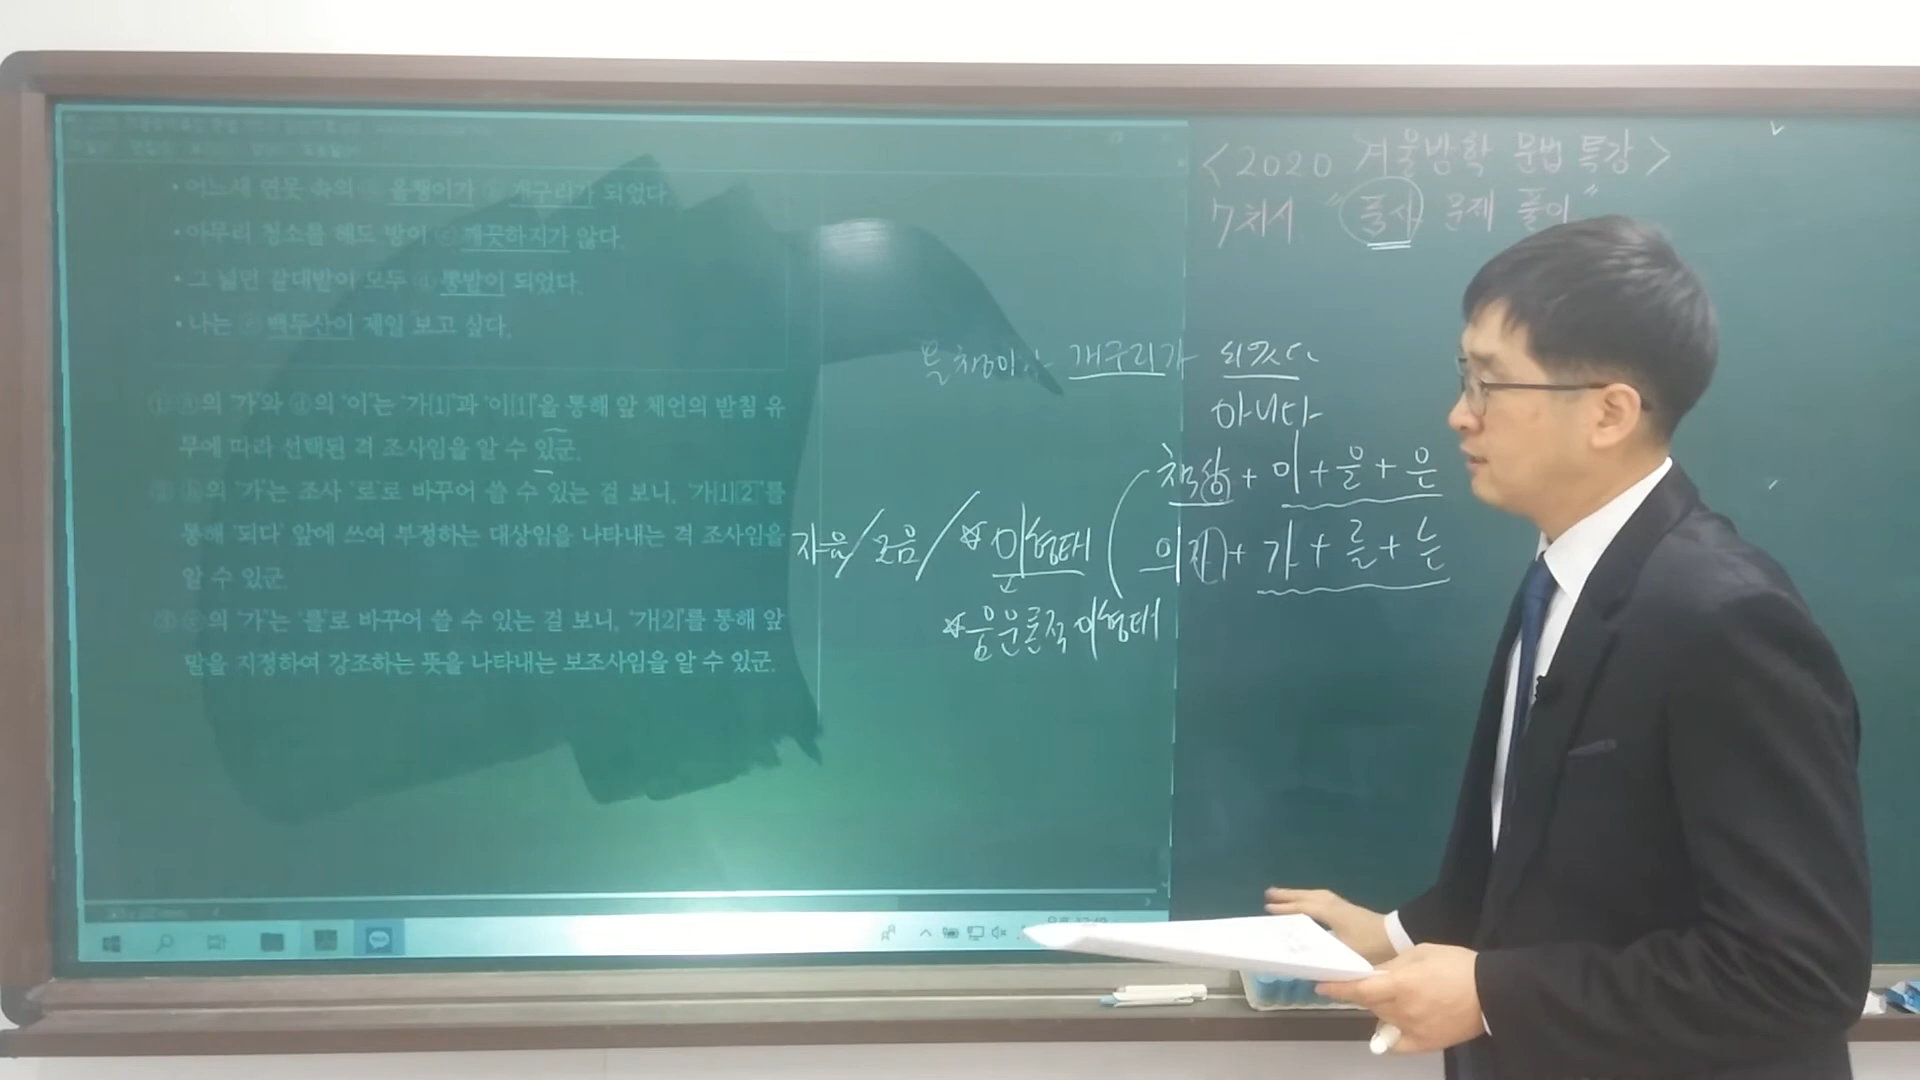 • 어느새 연못 속의 올챙이가 개구리가 되었다.
• 아무리 청소를 해도 방이 깨끗하지가 않다.
• 그 넓던 갈대밭이 모두 ⓓ 뽕밭이 되었다.
• 나는 백두산이 제일 보고 싶다.
① ⓐ의 '가'와 ⓓ의 '이'는 '가[1]'과 '이[1]'을 통해 앞 체언의 받침 유
무에 따라 선택된 격 조사임을 알 수 있군.
② ⓑ의 '가'는 조사 '로'로 바꾸어 쓸 수 있는 걸 보니, '가[1][2]'를
통해 '되다' 앞에 쓰여 부정하는 대상임을 나타내는 격 조사임을
알 수 있군.
③ ⓒ의 '가'는 '를'로 바꾸어 쓸 수 있는 걸 보니, '가[2]'를 통해 앞
말을 지정하여 강조하는 뜻을 나타내는 보조사임을 알 수 있군.
<2020 겨울방학 문법 특강>
7차시 "품사 문제 풀이"
올챙이가 개구리가 되었다
아니다
책상 + 이 + 을 + 은
자음/모음/ ☆ 이형태 의자 + 가 + 를 + 는
☆음운론적 이형태